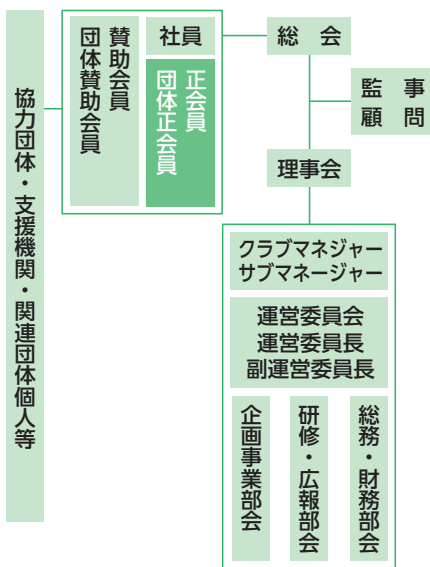 協力団体・支援機関・関連団体個人等
賛助会員
団体賛助会員
社員
正会員
団体正会員
総　会
監　事
顧　問
理事会
クラブマネジャー
サブマネージャー
運営委員会
運営委員長
副運営委員長
企画事業部会
研修・広報部会
総務・財務部会